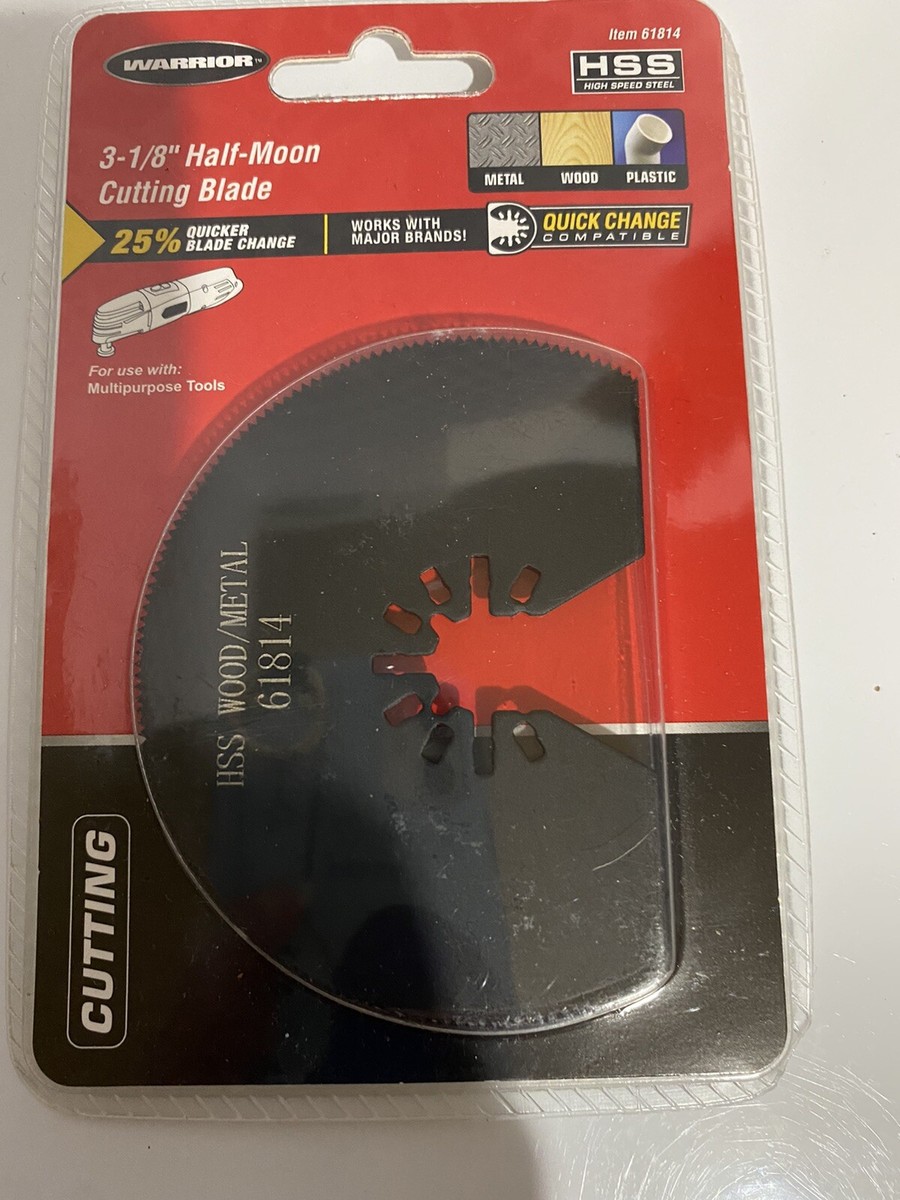 WARRIOR™
Item 61814
HSS
HIGH SPEED STEEL
3-1/8" Half-Moon
Cutting Blade
METAL WOOD PLASTIC
25% QUICKER
BLADE CHANGE
WORKS WITH
MAJOR BRANDS!
QUICK CHANGE
COMPATIBLE
For use with:
Multipurpose Tools
HSS WOOD/METAL
61814
CUTTING